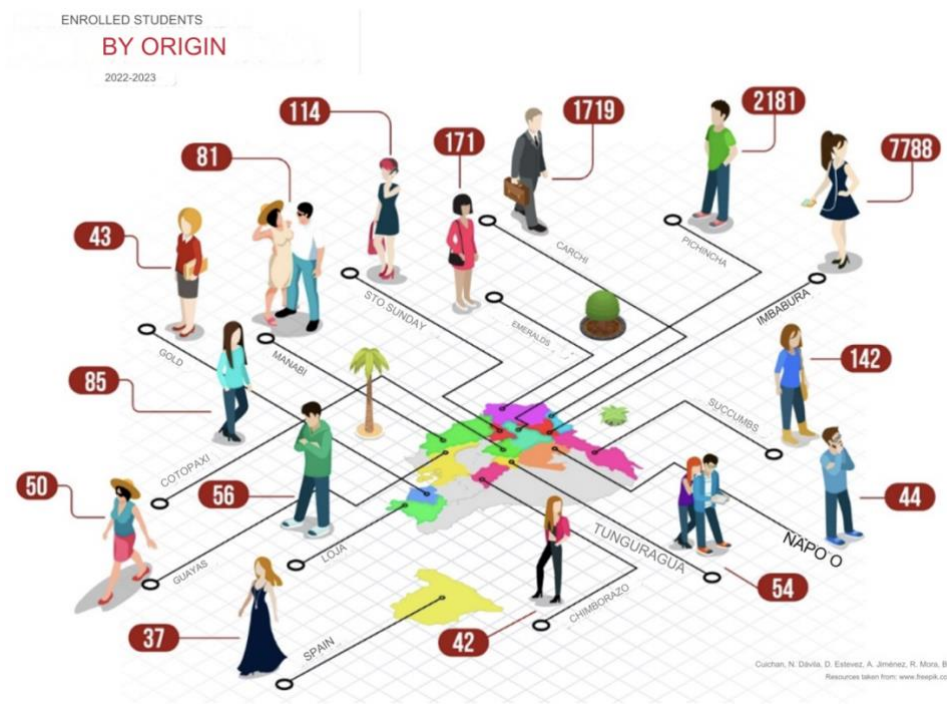 ENROLLED STUDENTS
BY ORIGIN
2022-2023
114
1719
2181
7788
171
81
43
CARCHI
PICHINCHA
IMBABURA
STO SUNDAY
EMERALDS
GOLD
MANABI
142
85
SUCCUMBS
COTOPAXI
50
56
44
LOJA
TUNGURAGUA
NAPO O
GUAYAS
54
CHIMBORAZO
37
42
SPAIN
Cuichan, N. Dávila, D. Estevez, A. Jiménez, R. Mora, B
Resources taken from: www.freepik.co